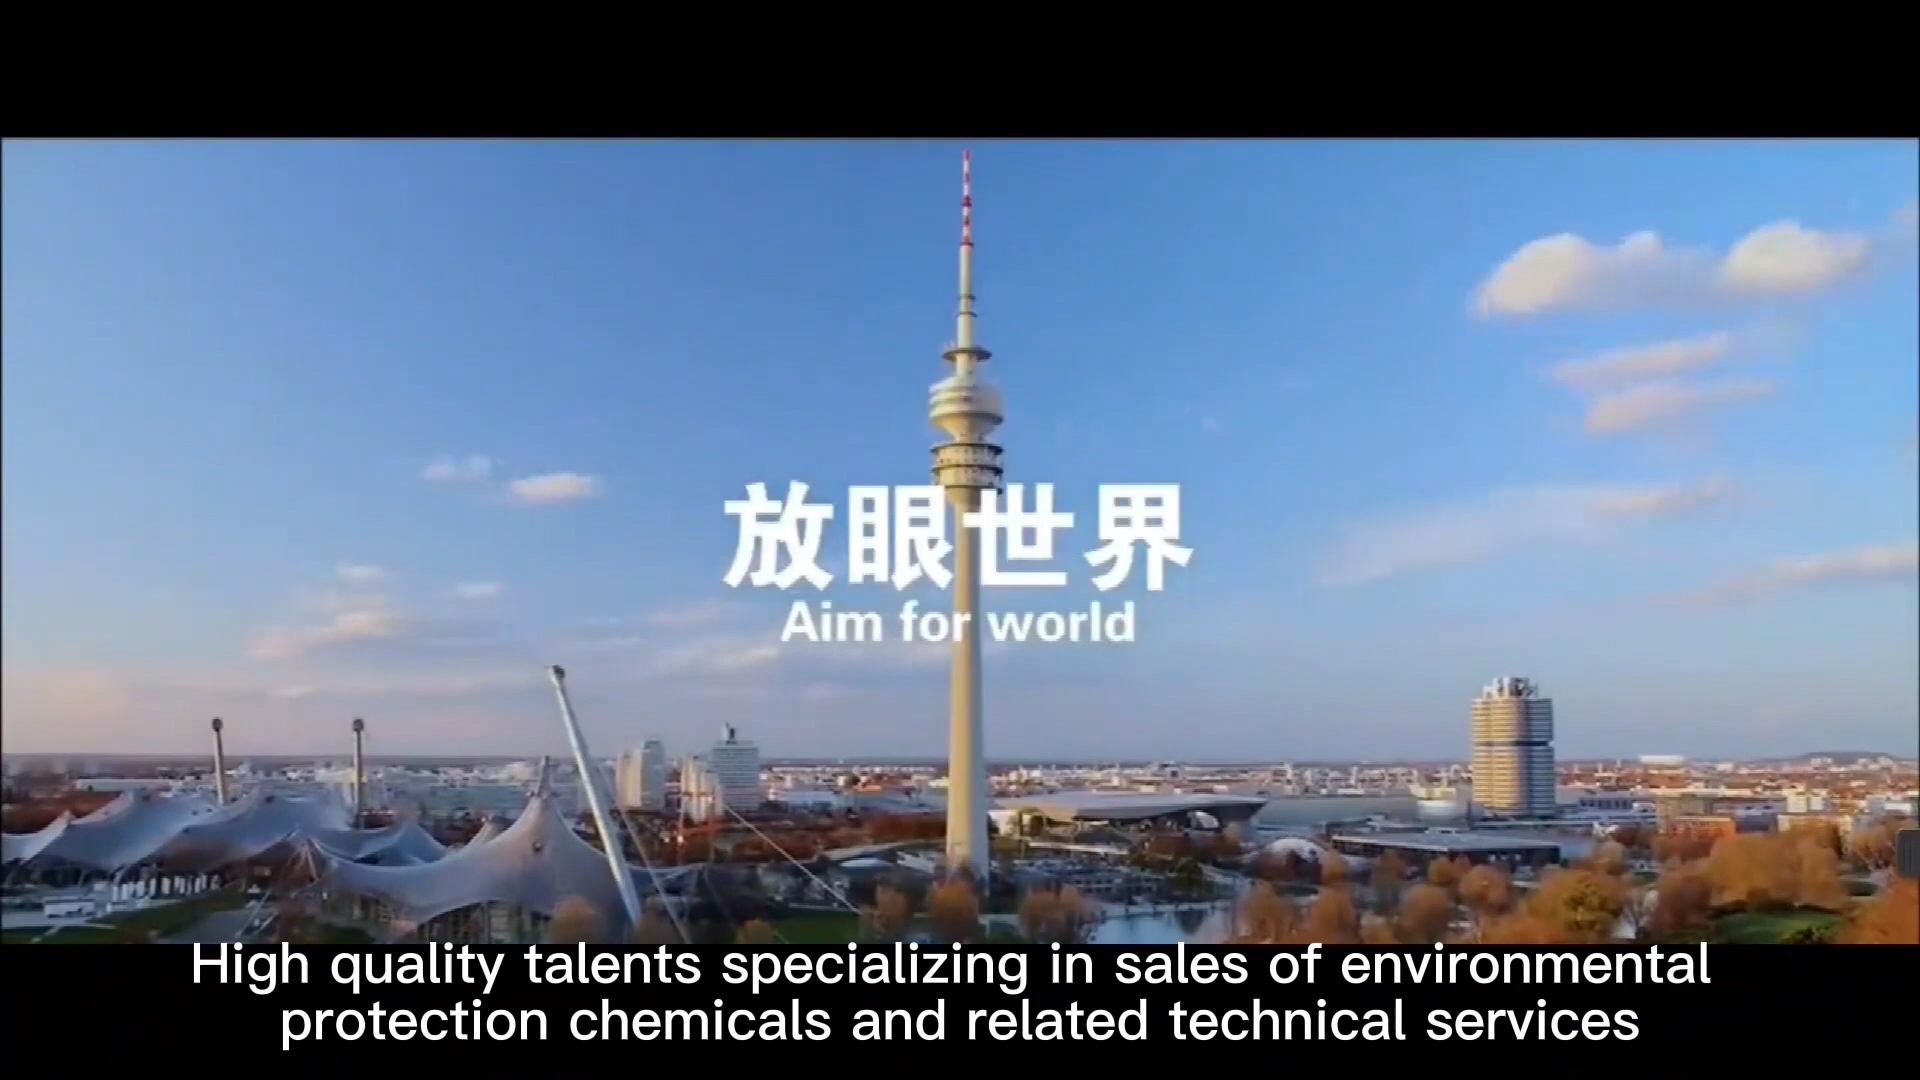 放眼世界
Aim for world
High quality talents specializing in sales of environmental
protection chemicals and related technical services